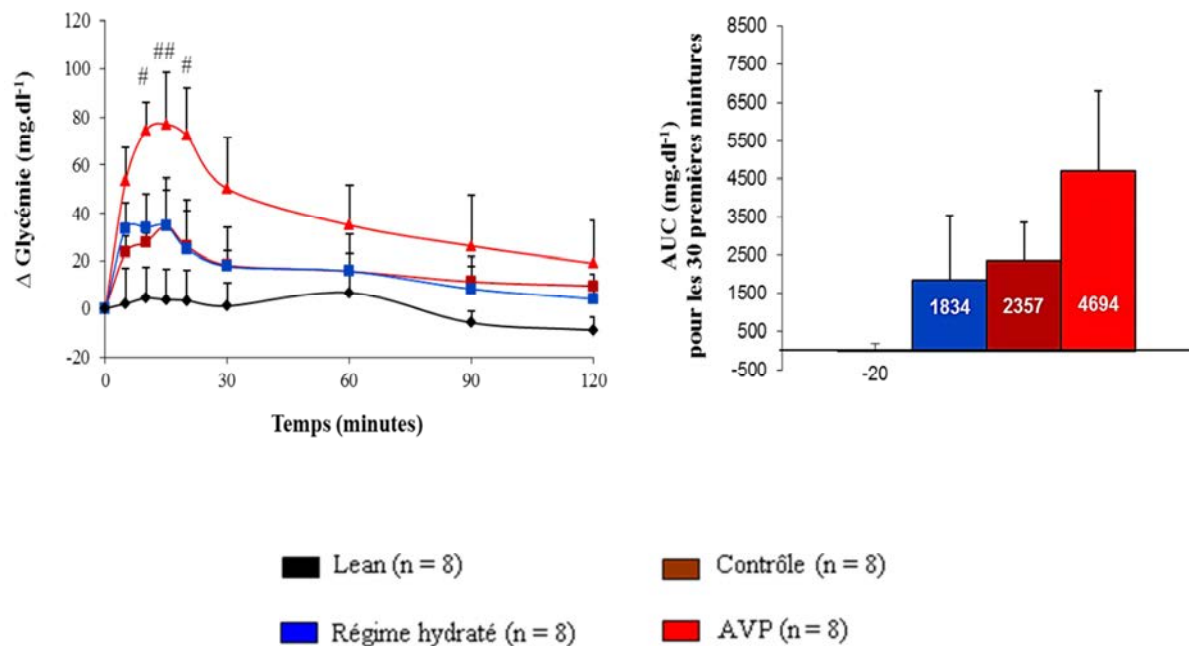 120
100
80
60
40
20
0
-20
Δ Glycémie (mg.dl⁻¹)
#
##
#
0 30 60 90 120
Temps (minutes)
8500
7500
6500
5500
4500
3500
2500
1500
500
-500
AUC (mg.dl⁻¹)
pour les 30 premières mintures
-20
1834
2357
4694
Lean (n = 8)
Contrôle (n = 8)
Régime hydraté (n = 8)
AVP (n = 8)